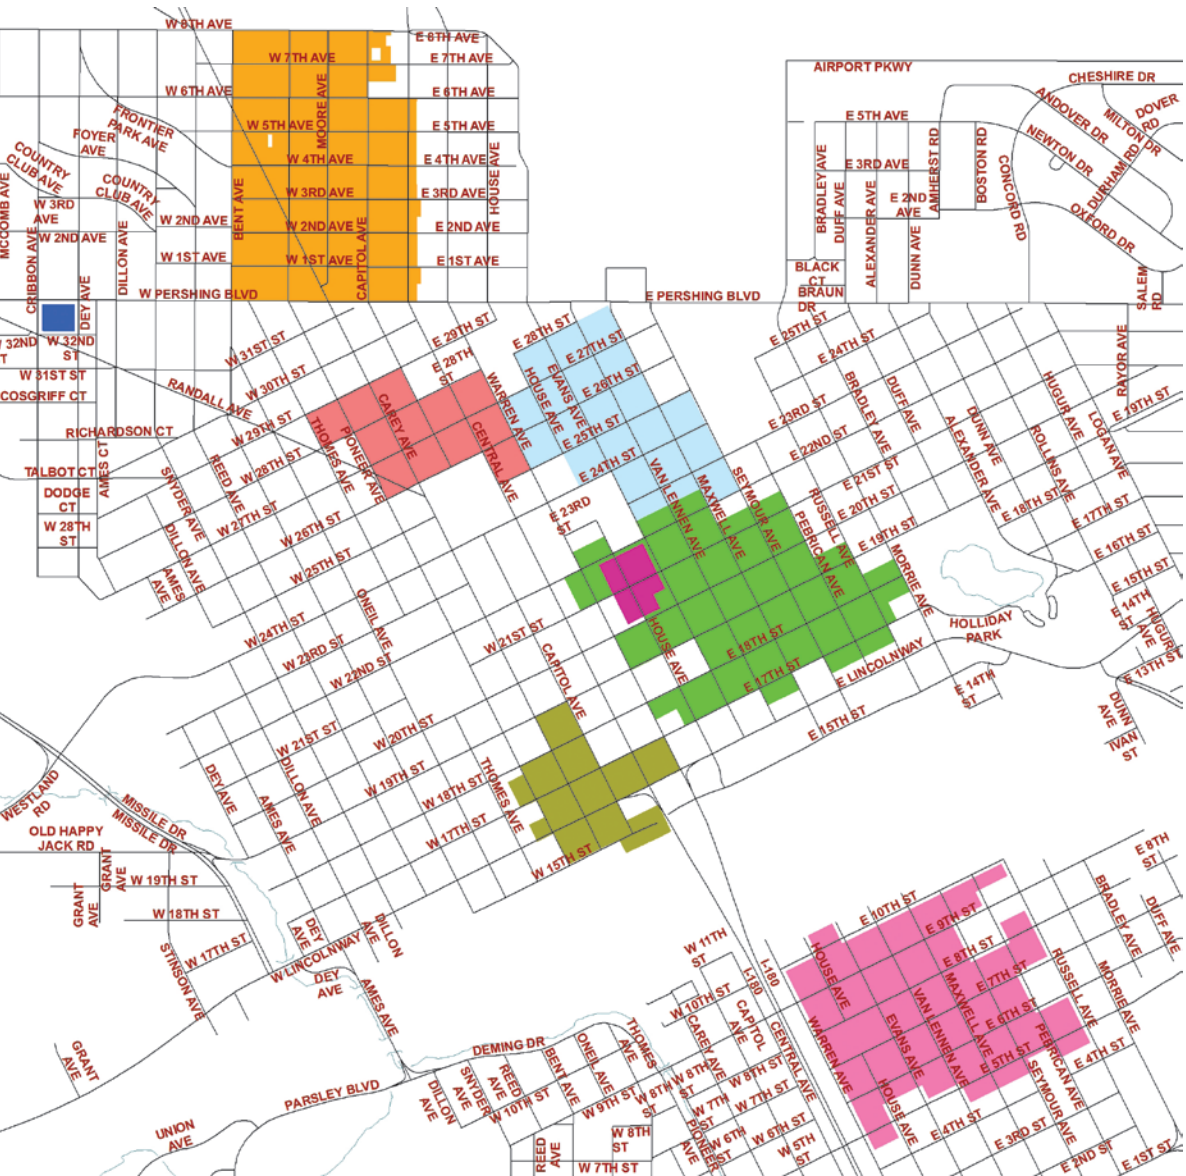 W 8TH AVE
E 8TH AVE
W 7TH AVE
E 7TH AVE
W 6TH AVE
MOORE AVE
E 6TH AVE
W 5TH AVE
E 5TH AVE
W 4TH AVE
E 4TH AVE
HOUSE AVE
W 3RD AVE
E 3RD AVE
BENT AVE
W 2ND AVE
W 2ND AVE
E 2ND AVE
W 1ST AVE
W 1ST AVE
CAPITOL AVE
E 1ST AVE
W PERSHING BLVD
E PERSHING BLVD
FRONTIER
PARK AVE
FOYER
AVE
COUNTRY
CLUB AVE
COUNTRY
CLUB AVE
MCCOMB AVE
W 3RD
AVE
W 2ND AVE
CRIBBON AVE
DEY AVE
DILLON AVE
W 32ND
ST
W 31ST ST
COSGRIFF CT
RICHARDSON CT
TALBOT CT
AMES CT
DODGE
CT
W 28TH
ST
AIRPORT PKWY
CHESHIRE DR
ANDOVER DR
DOVER
RD
MILTON DR
NEWTON DR
DURHAM RD
OXFORD DR
E 5TH AVE
BRADLEY AVE
E 3RD AVE
DUFF AVE
ALEXANDER AVE
E 2ND
AVE
AMHERST RD
BOSTON RD
CONCORD RD
DUNN AVE
BLACK
CT
BRAUN
DR
SALEM
RD
RAYOR AVE
W 31ST ST
E 29TH ST
W 30TH ST
E 28TH
ST
RANDALL AVE
W 29TH ST
W 28TH ST
W 27TH ST
W 26TH ST
W 25TH ST
W 24TH ST
W 23RD ST
W 22ND ST
W 21ST ST
SNYDER AVE
REED AVE
DILLON AVE
AMES
AVE
ONEIL AVE
THOMES AVE
PIONEER AVE
CAREY AVE
CENTRAL AVE
WARREN AVE
HOUSE AVE
EVANS AVE
E 28TH ST
E 27TH ST
E 26TH ST
E 25TH ST
E 24TH ST
E 23RD
ST
VAN LENNEN AVE
MAXWELL AVE
SEYMOUR AVE
PEBRICAN AVE
RUSSELL AVE
MORRIE AVE
E 25TH ST
E 24TH ST
E 23RD ST
E 22ND ST
E 21ST ST
E 20TH ST
E 19TH ST
BRADLEY AVE
DUFF AVE
ALEXANDER AVE
DUNN AVE
ROLLINS AVE
HUGUR AVE
LOGAN AVE
E 19TH ST
E 18TH ST
E 17TH ST
E 16TH ST
E 15TH ST
E 14TH
ST
HUGUR
AVE
E 13TH ST
HOLLIDAY
PARK
E 14TH
ST
DUNN
AVE
IVAN
ST
E 18TH ST
E 17TH ST
E LINCOLNWAY
E 15TH ST
HOUSE AVE
CAPITOL AVE
W 21ST ST
W 20TH ST
W 19TH ST
W 18TH ST
W 17TH ST
W 15TH ST
THOMES AVE
DEY AVE
DILLON AVE
AMES AVE
WESTLAND
RD
MISSILE DR
MISSILE DR
OLD HAPPY
JACK RD
GRANT
AVE
W 19TH ST
GRANT
AVE
W 18TH ST
W 17TH ST
STINSON AVE
DEY
AVE
DILLON
AVE
W LINCOLNWAY
DEY
AVE
AMES AVE
GRANT
AVE
UNION
AVE
PARSLEY BLVD
DEMING DR
DILLON
AVE
SNYDER
AVE
REED
AVE
W 10TH ST
BENT AVE
ONEIL AVE
THOMES
AVE
W 9TH ST
W 8TH
ST
W 8TH
ST
W 7TH ST
REED
AVE
W 11TH
ST
W 10TH ST
I-180
I-180
CAREY AVE
CAPITOL
AVE
CENTRAL AVE
W 8TH
ST
W 8TH ST
W 7TH
ST
W 7TH ST
W 6TH
ST
W 6TH ST
W 5TH
ST
PIONEER
AVE
E 10TH ST
E 9TH ST
E 8TH ST
E 7TH ST
E 6TH ST
E 5TH ST
E 4TH ST
E 4TH ST
E 3RD ST
E 2ND ST
E 1ST ST
E 8TH
ST
HOUSE AVE
WARREN AVE
EVANS AVE
HOUSE AVE
VAN LENNEN AVE
MAXWELL AVE
SEYMOUR AVE
PEBRICAN AVE
RUSSELL AVE
MORRIE AVE
BRADLEY AVE
DUFF AVE